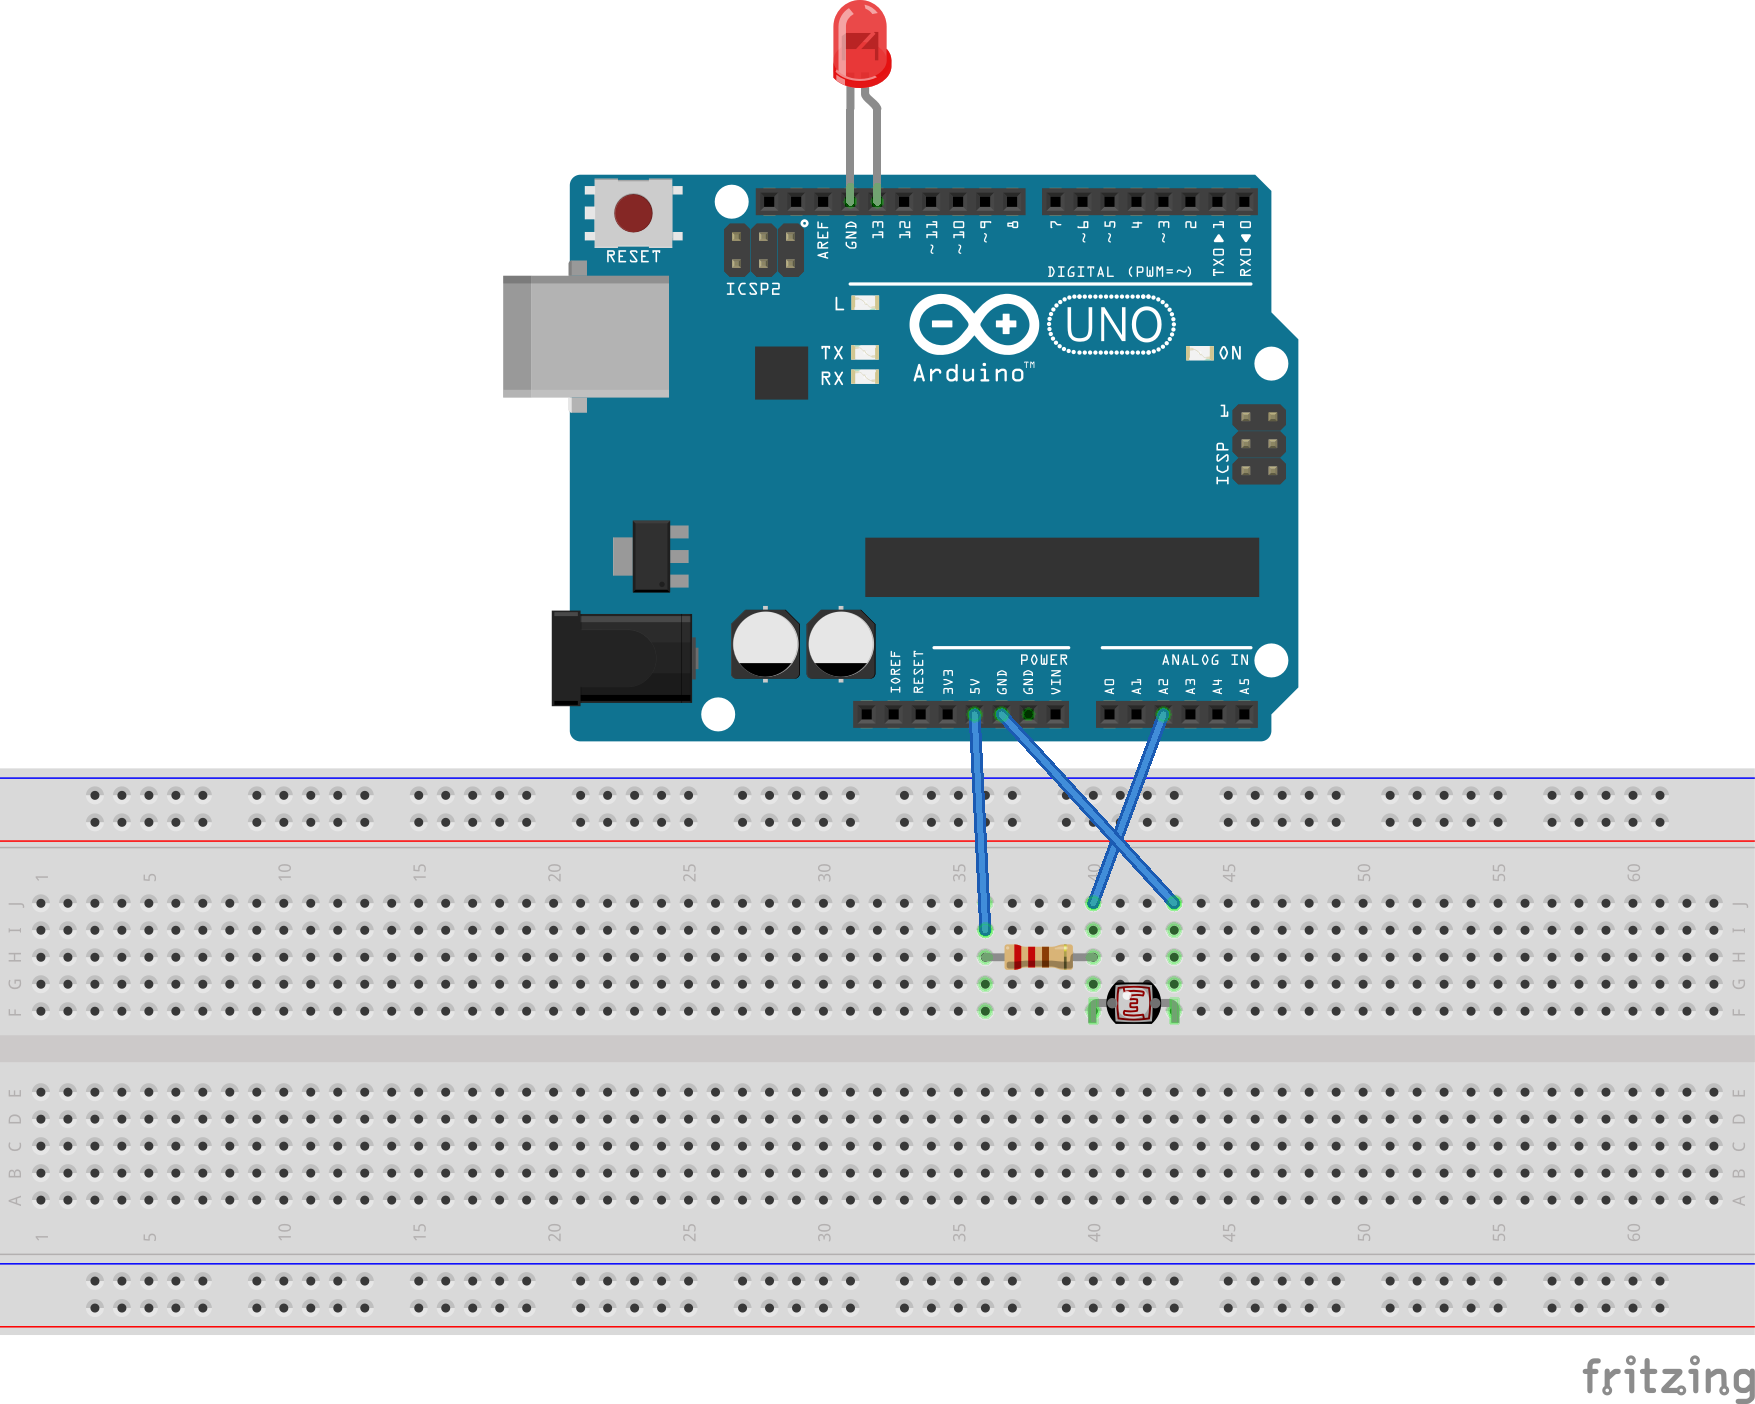 RESET
ICSP2
AREF
GND
13
12
~11
~10
~9
8
7
~6
~5
4
~3
2
TX0▶1
RX0◀0
DIGITAL (PWM=~)
L
TX
RX
UNO
Arduino™
ON
1
ICSP
POWER
ANALOG IN
IOREF
RESET
3V3
5V
GND
GND
VIN
A0
A1
A2
A3
A4
A5
1 5 10 15 20 25 30 35 40 45 50 55 60
J J
I I
H H
G G
F F
E E
D D
C C
B B
A A
1 5 10 15 20 25 30 35 40 45 50 55 60
fritzing